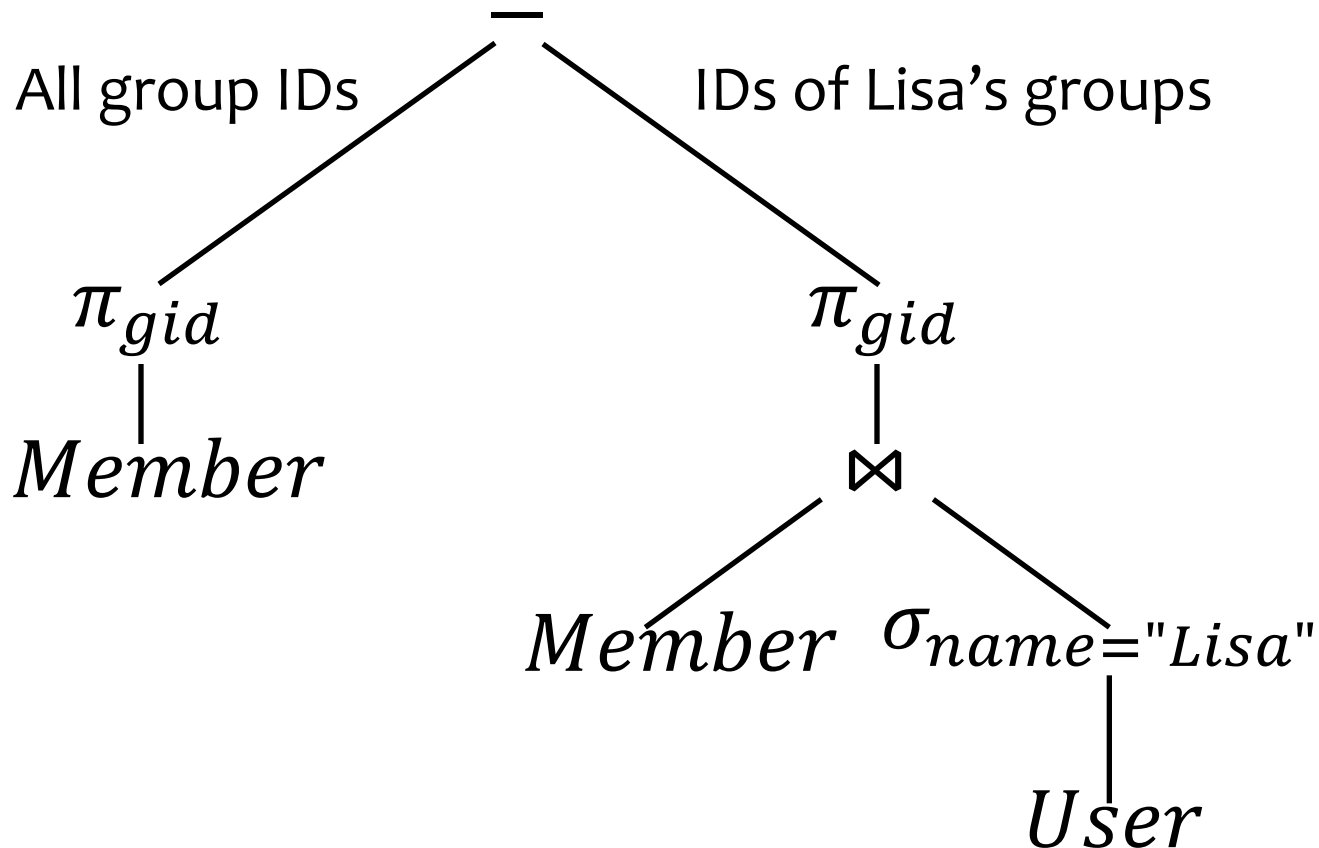 −
All group IDs
IDs of Lisa’s groups
π_gid
π_gid
Member
⋈
Member
σ_name="Lisa"
User